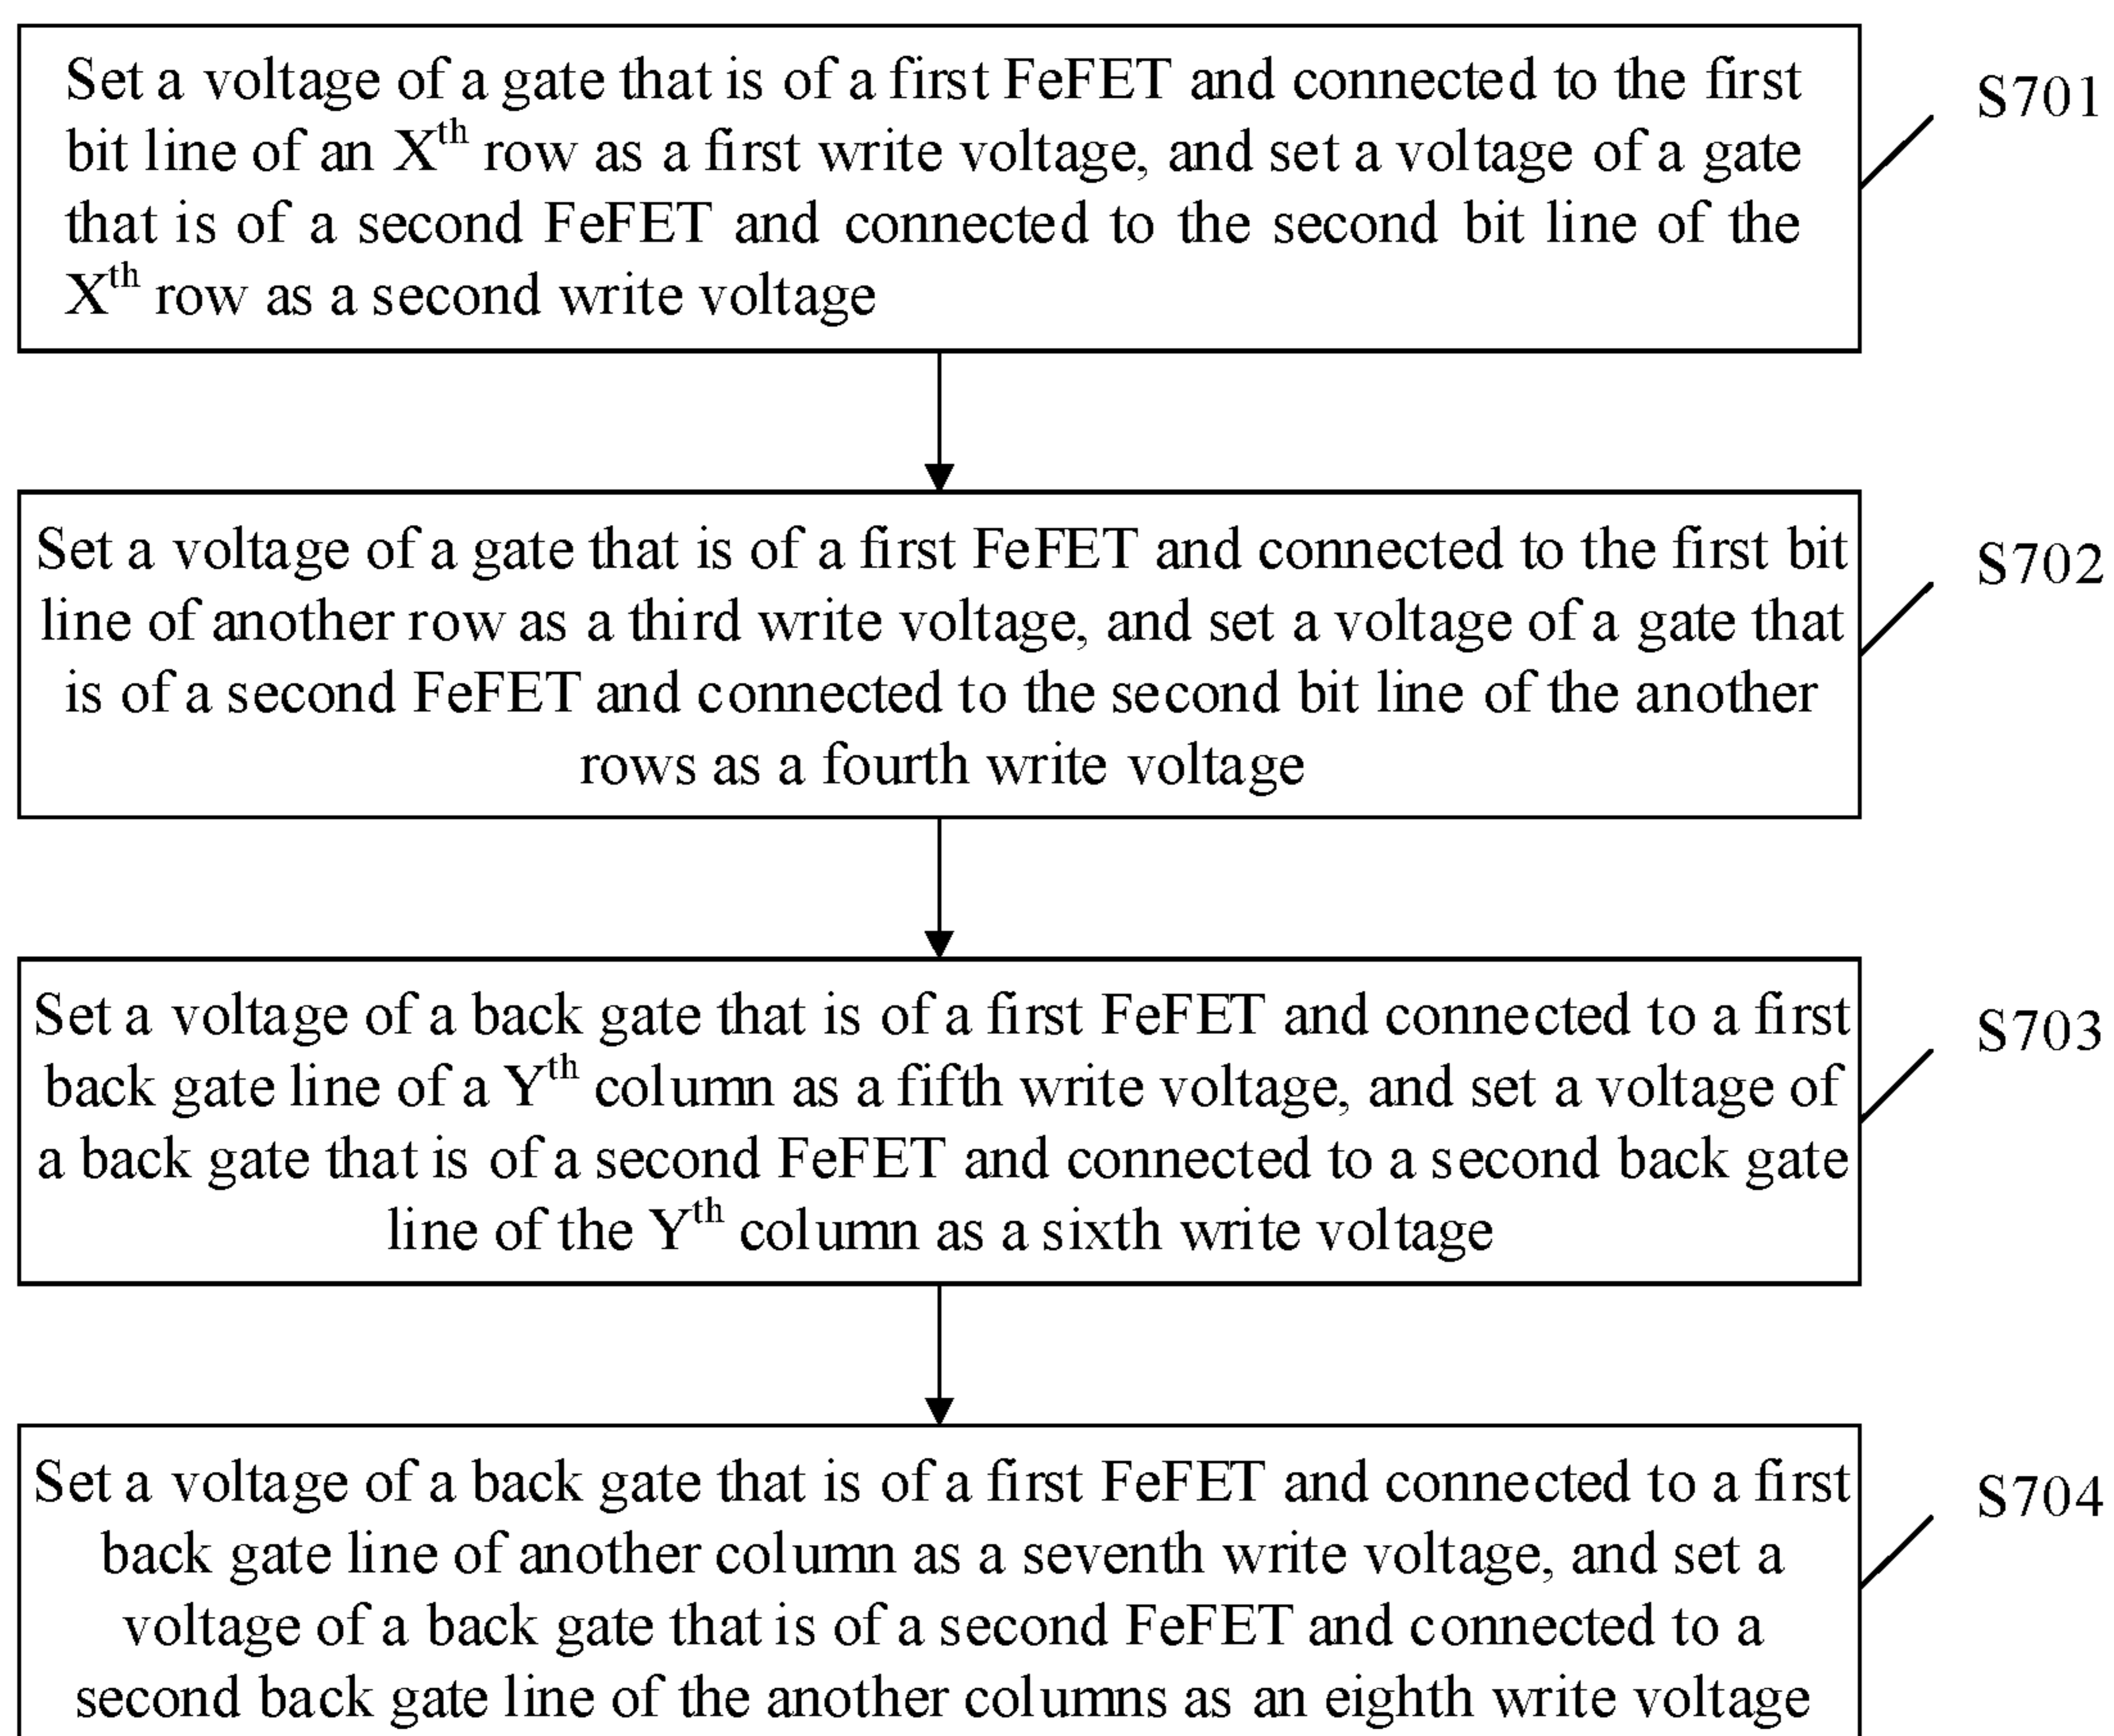 Set a voltage of a gate that is of a first FeFET and connected to the first
bit line of an Xth row as a first write voltage, and set a voltage of a gate
that is of a second FeFET and connected to the second bit line of the
Xth row as a second write voltage
S701
Set a voltage of a gate that is of a first FeFET and connected to the first bit
line of another row as a third write voltage, and set a voltage of a gate that
is of a second FeFET and connected to the second bit line of the another
rows as a fourth write voltage
S702
Set a voltage of a back gate that is of a first FeFET and connected to a first
back gate line of a Yth column as a fifth write voltage, and set a voltage of
a back gate that is of a second FeFET and connected to a second back gate
line of the Yth column as a sixth write voltage
S703
Set a voltage of a back gate that is of a first FeFET and connected to a first
back gate line of another column as a seventh write voltage, and set a
voltage of a back gate that is of a second FeFET and connected to a
second back gate line of the another columns as an eighth write voltage
S704